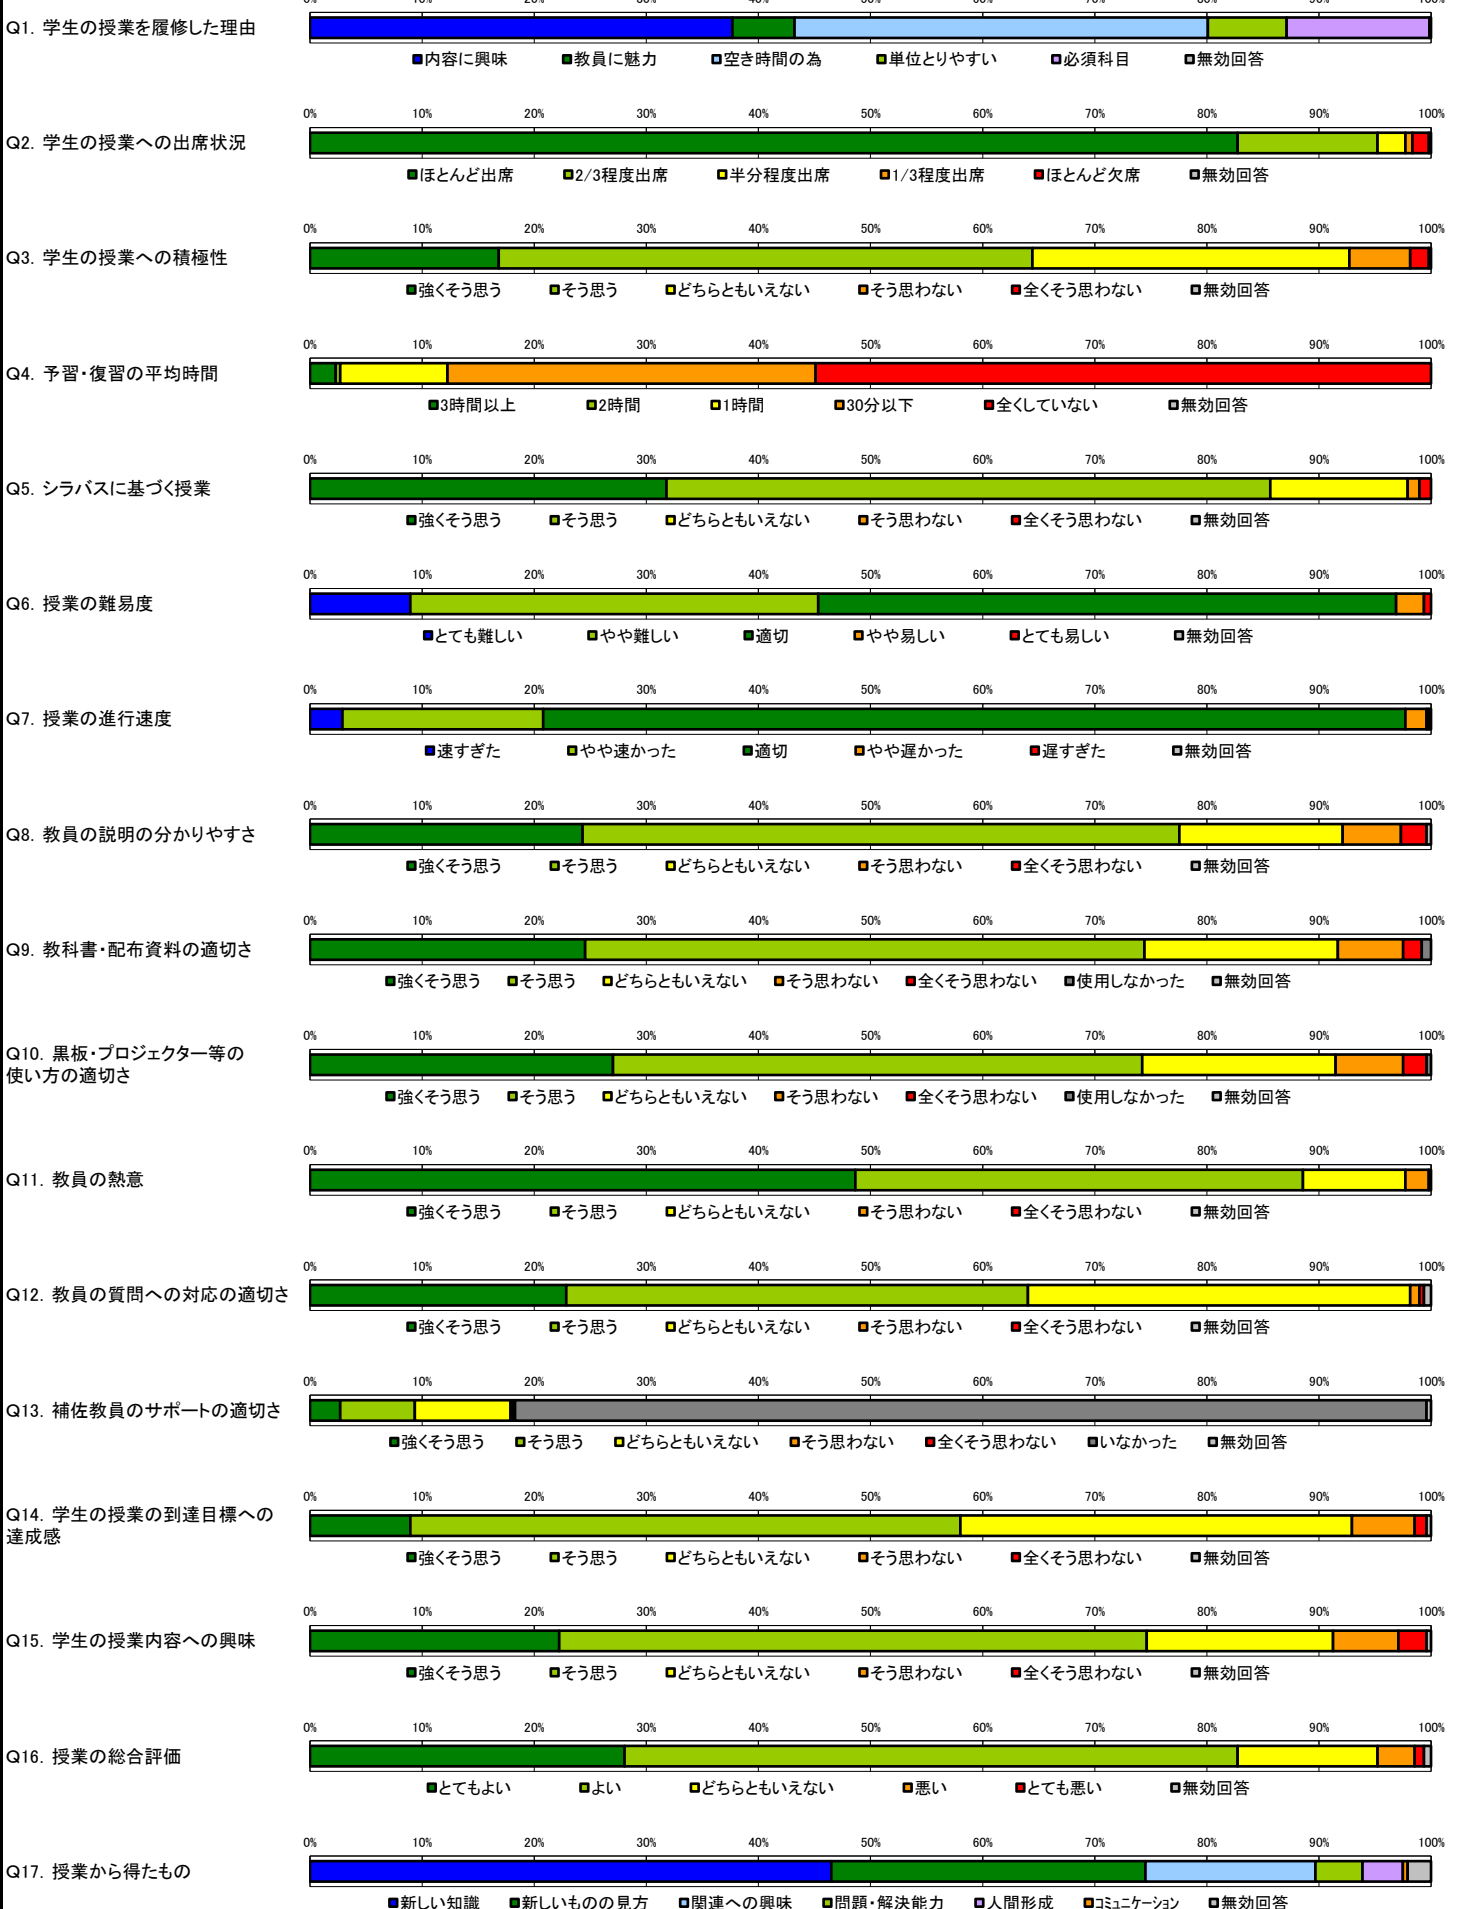 0% 10% 20% 30% 40% 50% 60% 70% 80% 90% 100%
Q1. 学生の授業を履修した理由
内容に興味 教員に魅力 空き時間の為 単位とりやすい 必須科目 無効回答
0% 10% 20% 30% 40% 50% 60% 70% 80% 90% 100%
Q2. 学生の授業への出席状況
ほとんど出席 2/3程度出席 半分程度出席 1/3程度出席 ほとんど欠席 無効回答
0% 10% 20% 30% 40% 50% 60% 70% 80% 90% 100%
Q3. 学生の授業への積極性
強くそう思う そう思う どちらともいえない そう思わない 全くそう思わない 無効回答
0% 10% 20% 30% 40% 50% 60% 70% 80% 90% 100%
Q4. 予習・復習の平均時間
3時間以上 2時間 1時間 30分以下 全くしていない 無効回答
0% 10% 20% 30% 40% 50% 60% 70% 80% 90% 100%
Q5. シラバスに基づく授業
強くそう思う そう思う どちらともいえない そう思わない 全くそう思わない 無効回答
0% 10% 20% 30% 40% 50% 60% 70% 80% 90% 100%
Q6. 授業の難易度
とても難しい やや難しい 適切 やや易しい とても易しい 無効回答
0% 10% 20% 30% 40% 50% 60% 70% 80% 90% 100%
Q7. 授業の進行速度
速すぎた やや速かった 適切 やや遅かった 遅すぎた 無効回答
0% 10% 20% 30% 40% 50% 60% 70% 80% 90% 100%
Q8. 教員の説明の分かりやすさ
強くそう思う そう思う どちらともいえない そう思わない 全くそう思わない 無効回答
0% 10% 20% 30% 40% 50% 60% 70% 80% 90% 100%
Q9. 教科書・配布資料の適切さ
強くそう思う そう思う どちらともいえない そう思わない 全くそう思わない 使用しなかった 無効回答
0% 10% 20% 30% 40% 50% 60% 70% 80% 90% 100%
Q10. 黒板・プロジェクター等の
使い方の適切さ
強くそう思う そう思う どちらともいえない そう思わない 全くそう思わない 使用しなかった 無効回答
0% 10% 20% 30% 40% 50% 60% 70% 80% 90% 100%
Q11. 教員の熱意
強くそう思う そう思う どちらともいえない そう思わない 全くそう思わない 無効回答
0% 10% 20% 30% 40% 50% 60% 70% 80% 90% 100%
Q12. 教員の質問への対応の適切さ
強くそう思う そう思う どちらともいえない そう思わない 全くそう思わない 無効回答
0% 10% 20% 30% 40% 50% 60% 70% 80% 90% 100%
Q13. 補佐教員のサポートの適切さ
強くそう思う そう思う どちらともいえない そう思わない 全くそう思わない いなかった 無効回答
0% 10% 20% 30% 40% 50% 60% 70% 80% 90% 100%
Q14. 学生の授業の到達目標への
達成感
強くそう思う そう思う どちらともいえない そう思わない 全くそう思わない 無効回答
0% 10% 20% 30% 40% 50% 60% 70% 80% 90% 100%
Q15. 学生の授業内容への興味
強くそう思う そう思う どちらともいえない そう思わない 全くそう思わない 無効回答
0% 10% 20% 30% 40% 50% 60% 70% 80% 90% 100%
Q16. 授業の総合評価
とてもよい よい どちらともいえない 悪い とても悪い 無効回答
0% 10% 20% 30% 40% 50% 60% 70% 80% 90% 100%
Q17. 授業から得たもの
新しい知識 新しいものの見方 関連への興味 問題・解決能力 人間形成 ｺﾐｭﾆｹｰｼｮﾝ 無効回答